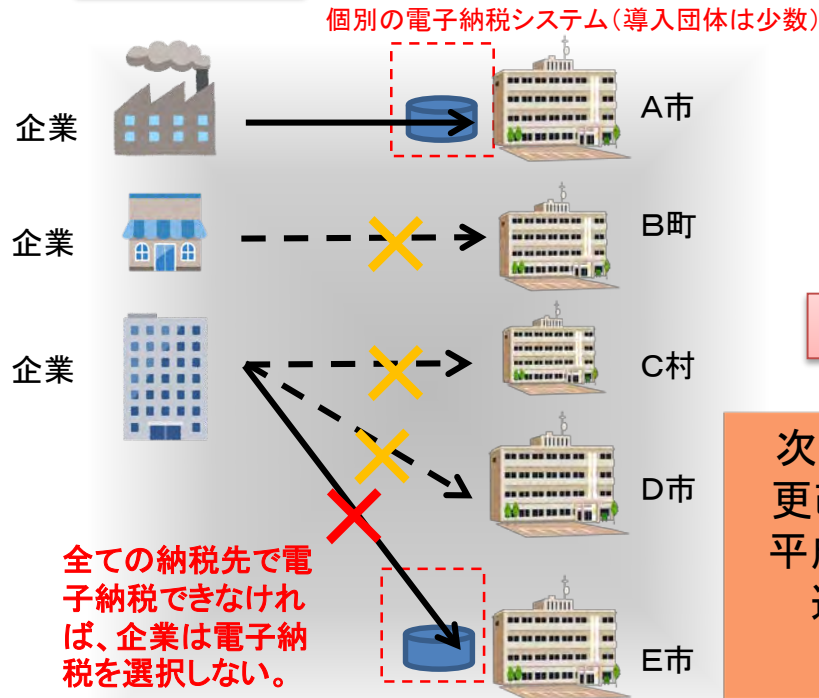 個別の電子納税システム（導入団体は少数）
企業
A市
企業
B町
企業
C村
D市
全ての納税先で電
子納税できなけれ
ば、企業は電子納
税を選択しない。
E市
次
更
平